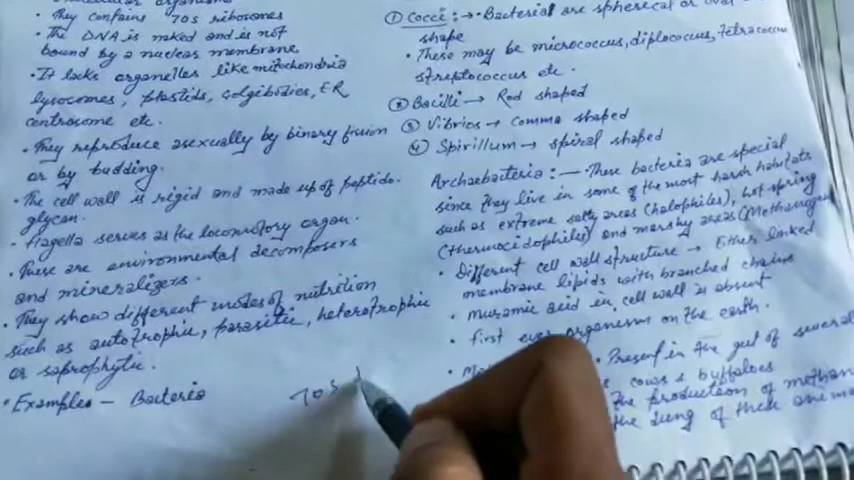 • They contains 70s ribosomes
• The DNA is naked and is not
bound by a nuclear membrane
• It lacks organelles like mitochondria
lysocomes, plastids, golgibodies, ER
centrosome etc.
• They reproduce asexually by binary fission
or by budding.
• The cell wall is rigid and made up of peptido-
glycan.
• flagella serves as the locomotory organ.
• These are environmental decomposers
and mineralizers.
• They show different modes of nutrition
such as autotrophic, parasitic, heterotrophic
or saprophytic.
• Examples — Bacteria
70s
① Cocci :→ • Bacterial are spherical or
shape
• These may be micrococcus, diplococcus, Tetracoccus
streptococcus etc.
② Bacilli → Rod shaped
③ Vibrios → Comma shaped
④ Spirillum → spiral shaped
Archaebacteria :— These bacteria are special
since they live in some of the most harsh habitats
such as extreme salty areas (halophiles), hot spring
(thermoacidophiles) and marshy areas (Methanogen
• Different cell wall structure → Ether linked
membrane lipids with branched chains
• muramic acid in cell wall is absent
• first ever organism on the earth.
• Present in the gut of several
cows & buffaloes
the production of methan
the dung of these